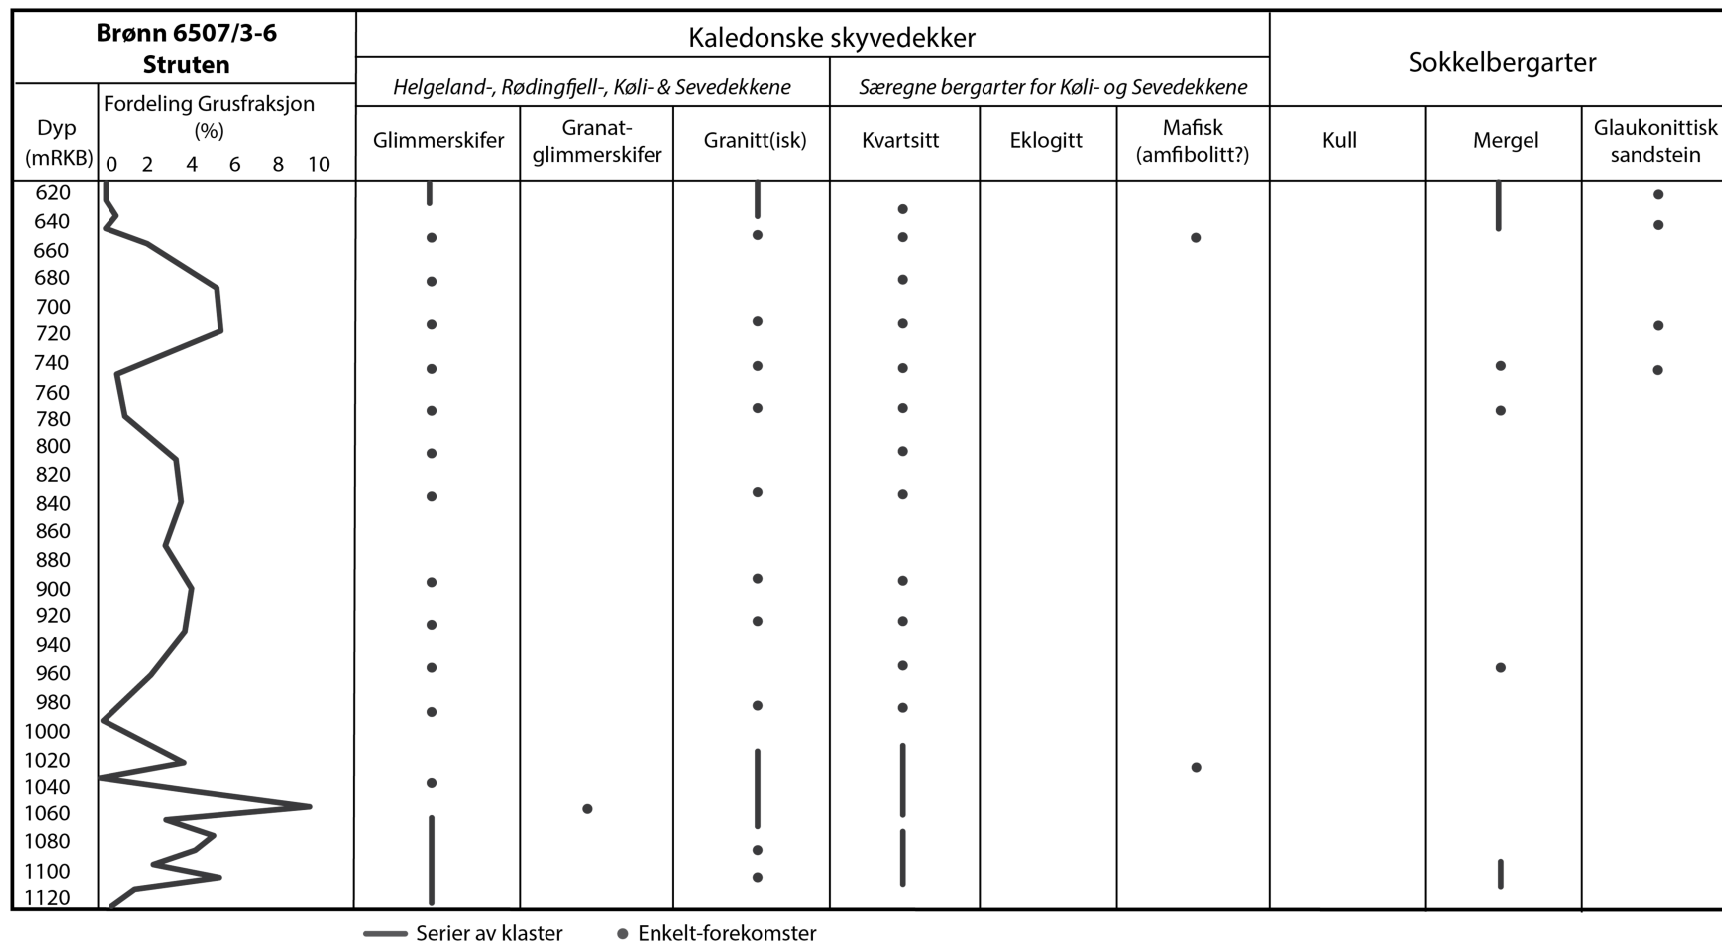 Brønn 6507/3-6
Struten
Kaledonske skyvedekker
Sokkelbergarter
Helgeland-, Rødingfjell-, Køli- & Sevedekkene
Særegne bergarter for Køli- og Sevedekkene
Dyp
(mRKB)
Fordeling Grusfraksjon
(%)
0 2 4 6 8 10
Glimmerskifer
Granat-
glimmerskifer
Granitt(isk)
Kvartsitt
Eklogitt
Mafisk
(amfibolitt?)
Kull
Mergel
Glaukonittisk
sandstein
620
640
660
680
700
720
740
760
780
800
820
840
860
880
900
920
940
960
980
1000
1020
1040
1060
1080
1100
1120
Serier av klaster
Enkelt-forekomster